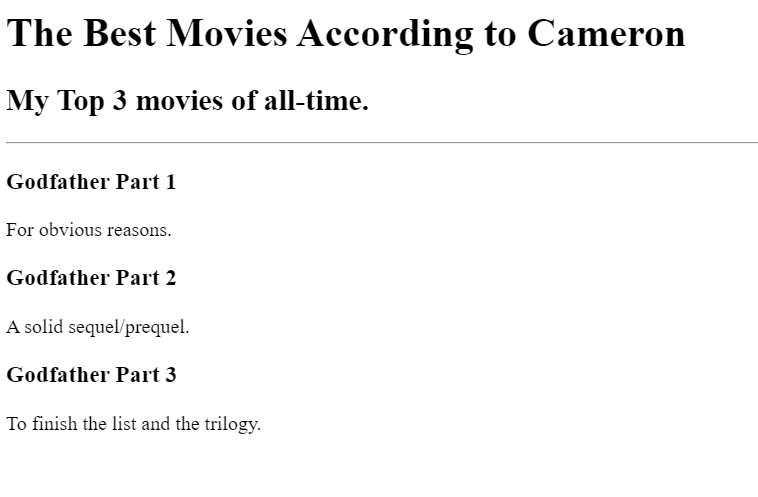 The Best Movies According to Cameron
My Top 3 movies of all-time.
Godfather Part 1
For obvious reasons.
Godfather Part 2
A solid sequel/prequel.
Godfather Part 3
To finish the list and the trilogy.